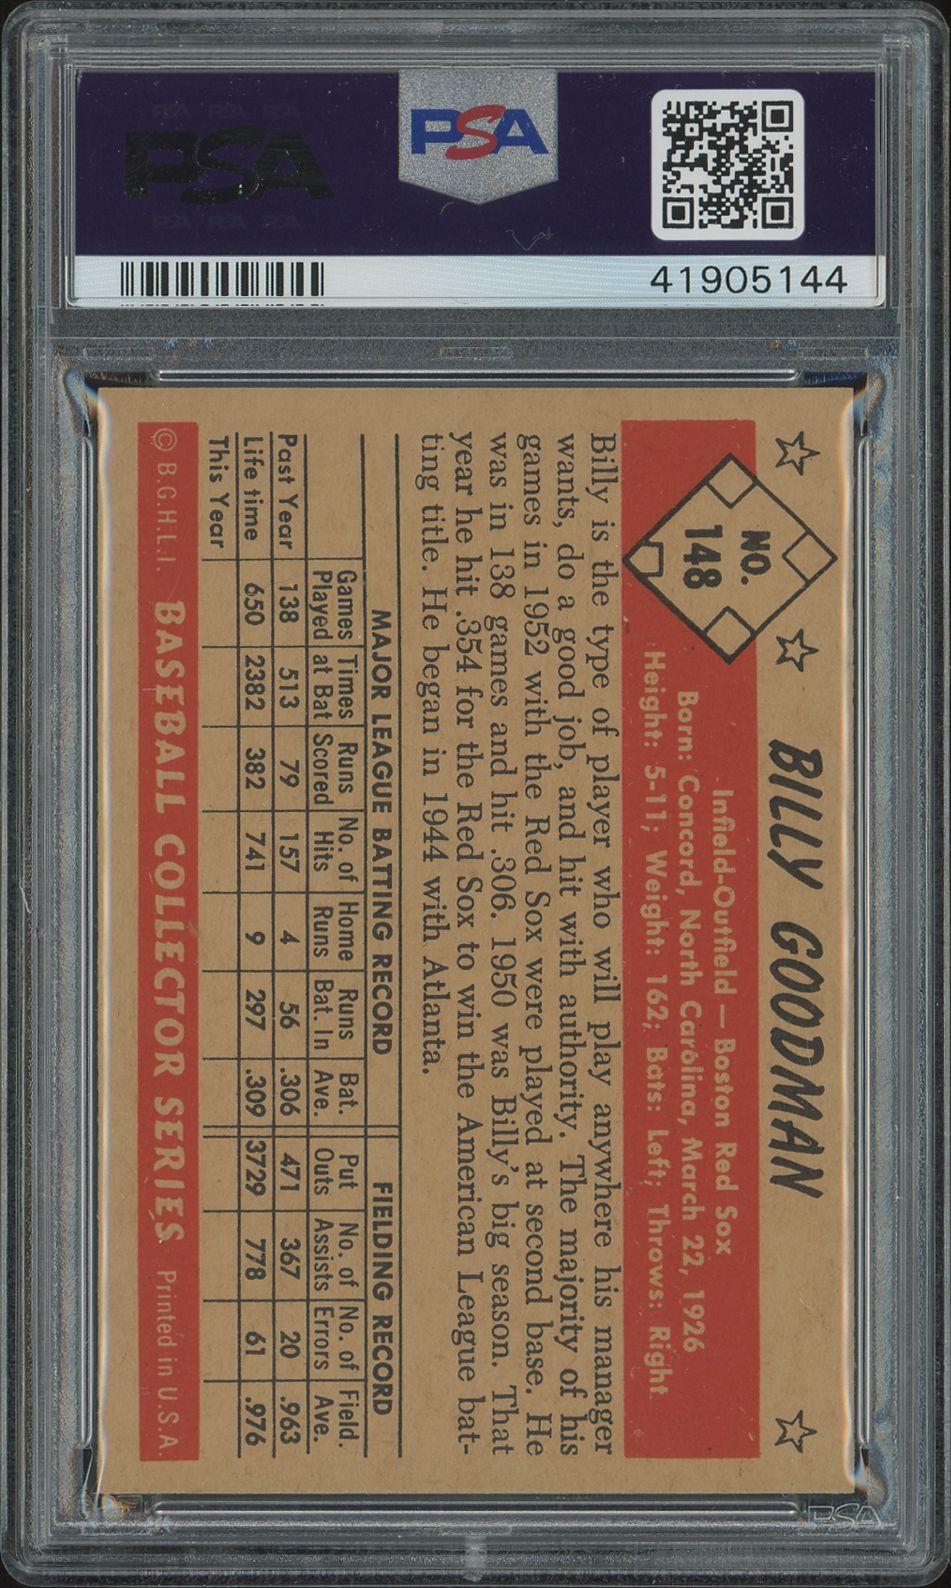 PSA PSA PSA
PSA
PSA PSA PSA
PSA
41905144
NO.
148
BILLY GOODMAN
Infield-Outfield — Boston Red Sox
Born: Concord, North Carolina, March 22, 1926
Height: 5-11; Weight: 162; Bats: Left; Throws: Right
Billy is the type of player who will play anywhere his manager
wants, do a good job, and hit with authority. The majority of his
games in 1952 with the Red Sox were played at second base. He
was in 138 games and hit .306. 1950 was Billy's big season. That
year he hit .354 for the Red Sox to win the American League bat-
ting title. He began in 1944 with Atlanta.
MAJOR LEAGUE BATTING RECORD FIELDING RECORD
Games Times Runs No. of Home Runs Bat. Put No. of No. of Field.
Played at Bat Scored Hits Runs Bat. In Ave. Outs Assists Errors Ave.
Past Year 138 513 79 157 4 56 .306 471 367 20 .963
Life time 650 2382 382 741 9 297 .309 3729 778 61 .976
This Year
© B.G.H.L.I. BASEBALL COLLECTOR SERIES Printed in U.S.A.
PSA